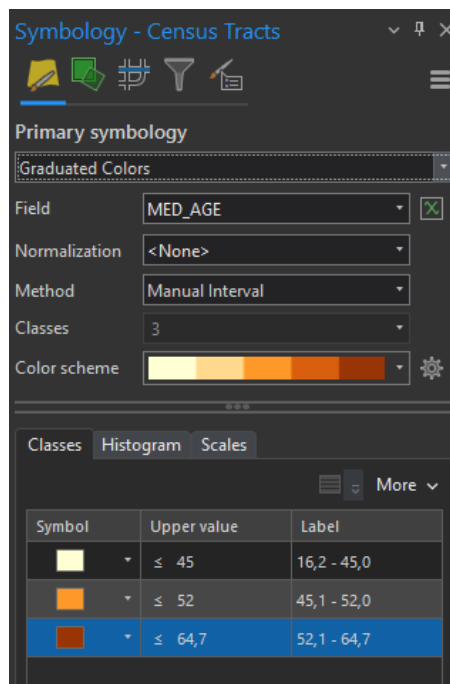 Symbology - Census Tracts
Primary symbology
Graduated Colors
Field MED_AGE
Normalization <None>
Method Manual Interval
Classes 3
Color scheme
Classes Histogram Scales
More
Symbol Upper value Label
≤ 45 16,2 - 45,0
≤ 52 45,1 - 52,0
≤ 64,7 52,1 - 64,7